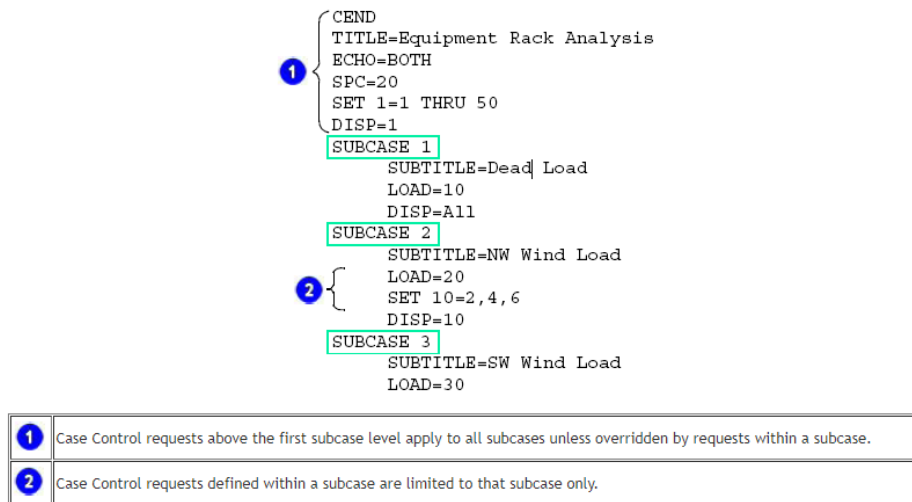 CEND
TITLE=Equipment Rack Analysis
ECHO=BOTH
1
SPC=20
SET 1=1 THRU 50
DISP=1
SUBCASE 1
SUBTITLE=Dead Load
LOAD=10
DISP=All
SUBCASE 2
SUBTITLE=NW Wind Load
LOAD=20
2
SET 10=2,4,6
DISP=10
SUBCASE 3
SUBTITLE=SW Wind Load
LOAD=30
1 Case Control requests above the first subcase level apply to all subcases unless overridden by requests within a subcase.
2 Case Control requests defined within a subcase are limited to that subcase only.